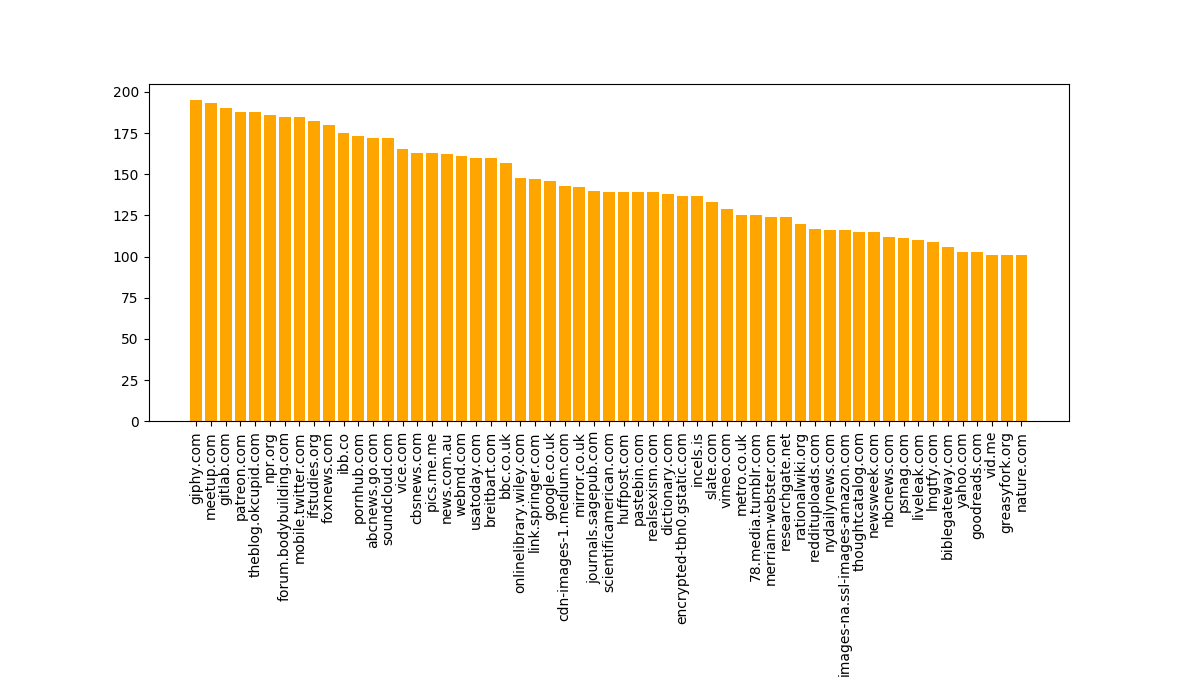 200
175
150
125
100
75
50
25
0
giphy.com
meetup.com
gitlab.com
patreon.com
theblog.okcupid.com
npr.org
forum.bodybuilding.com
mobile.twitter.com
ifstudies.org
foxnews.com
ibb.co
pornhub.com
abcnews.go.com
soundcloud.com
vice.com
cbsnews.com
pics.me.me
news.com.au
webmd.com
usatoday.com
breitbart.com
bbc.co.uk
onlinelibrary.wiley.com
link.springer.com
google.co.uk
cdn-images-1.medium.com
mirror.co.uk
journals.sagepub.com
scientificamerican.com
huffpost.com
pastebin.com
realsexism.com
dictionary.com
encrypted-tbn0.gstatic.com
incels.is
slate.com
vimeo.com
metro.co.uk
78.media.tumblr.com
merriam-webster.com
researchgate.net
rationalwiki.org
reddituploads.com
nydailynews.com
images-na.ssl-images-amazon.com
thoughtcatalog.com
newsweek.com
nbcnews.com
psmag.com
liveleak.com
lmgtfy.com
biblegateway.com
yahoo.com
goodreads.com
vid.me
greasyfork.org
nature.com